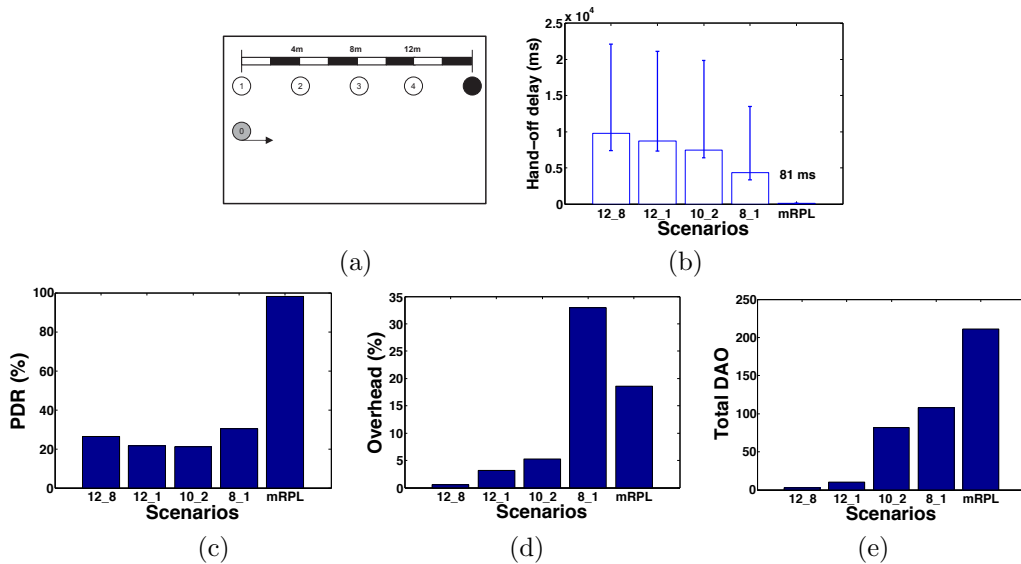 4m 8m 12m
1 2 3 4
0
(a)
x 10^4
2.5
2
1.5
1
0.5
0
Hand-off delay (ms)
81 ms
12_8 12_1 10_2 8_1 mRPL
Scenarios
(b)
100
80
60
40
20
0
PDR (%)
12_8 12_1 10_2 8_1 mRPL
Scenarios
(c)
35
30
25
20
15
10
5
0
Overhead (%)
12_8 12_1 10_2 8_1 mRPL
Scenarios
(d)
250
200
150
100
50
0
Total DAO
12_8 12_1 10_2 8_1 mRPL
Scenarios
(e)